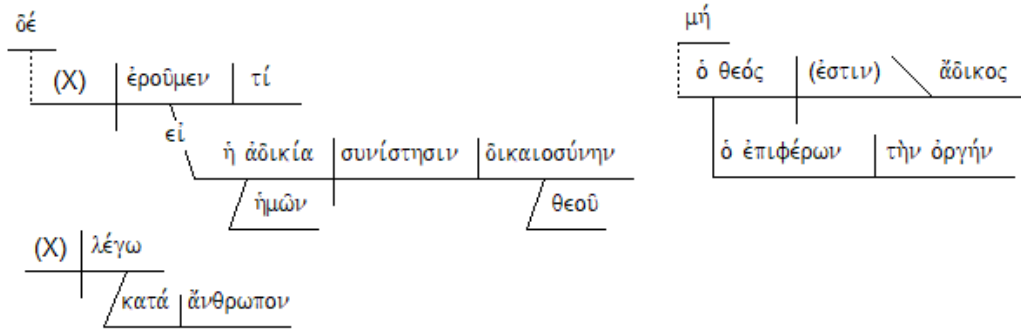 δέ
(X) ἐροῦμεν τί
εἰ
ἡ ἀδικία συνίστησιν δικαιοσύνην
ἡμῶν θεοῦ
(X) λέγω
κατά ἄνθρωπον
μή
ὁ θεός (ἐστιν) ἄδικος
ὁ ἐπιφέρων τὴν ὀργήν